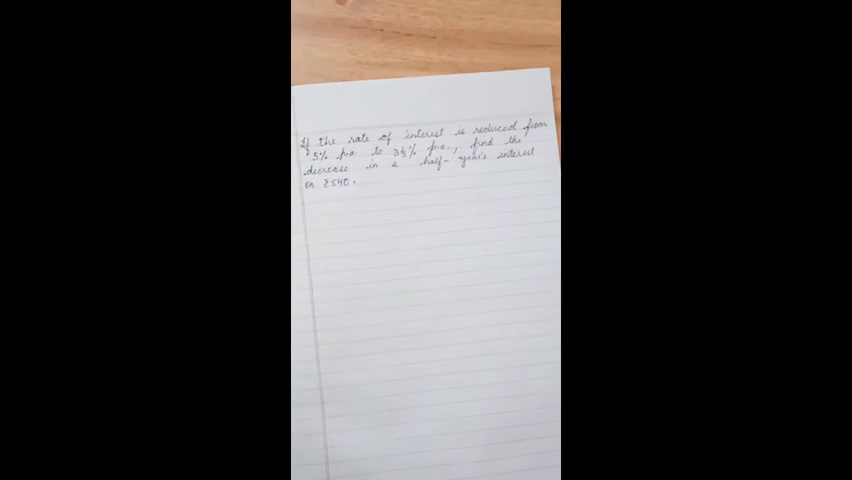 If the rate of interest is reduced from
5% p.a to 3½% p.a., find the
decrease in a half-year's interest
on ₹540.